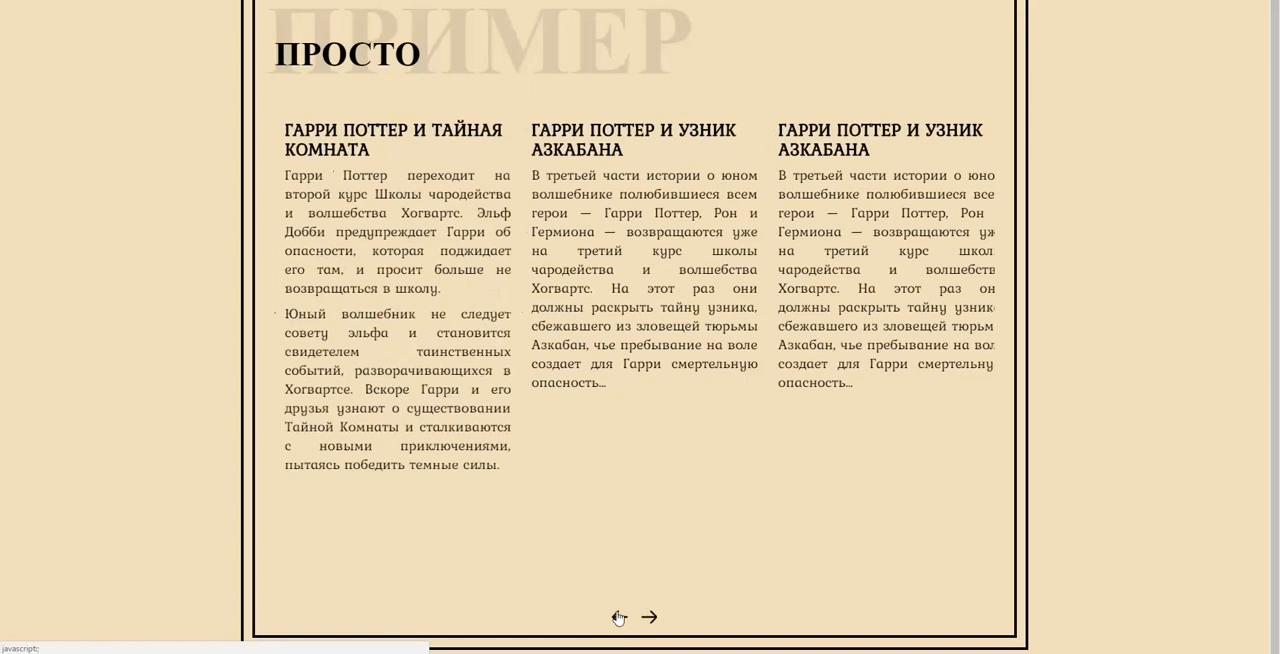 ПРИМЕР
ПРОСТО
ГАРРИ ПОТТЕР И ТАЙНАЯ
КОМНАТА
Гарри Поттер переходит на
второй курс Школы чародейства
и волшебства Хогвартс. Эльф
Добби предупреждает Гарри об
опасности, которая поджидает
его там, и просит больше не
возвращаться в школу.
Юный волшебник не следует
совету эльфа и становится
свидетелем таинственных
событий, разворачивающихся в
Хогвартсе. Вскоре Гарри и его
друзья узнают о существовании
Тайной Комнаты и сталкиваются
с новыми приключениями,
пытаясь победить темные силы.
ГАРРИ ПОТТЕР И УЗНИК
АЗКАБАНА
В третьей части истории о юном
волшебнике полюбившиеся всем
герои — Гарри Поттер, Рон и
Гермиона — возвращаются уже
на третий курс школы
чародейства и волшебства
Хогвартс. На этот раз они
должны раскрыть тайну узника,
сбежавшего из зловещей тюрьмы
Азкабан, чье пребывание на воле
создает для Гарри смертельную
опасность...
ГАРРИ ПОТТЕР И УЗНИК
АЗКАБАНА
В третьей части истории о юно
волшебнике полюбившиеся все
герои — Гарри Поттер, Рон
Гермиона — возвращаются уж
на третий курс школ
чародейства и волшебств
Хогвартс. На этот раз он
должны раскрыть тайну узник
сбежавшего из зловещей тюрьм
Азкабан, чье пребывание на вол
создает для Гарри смертельну
опасность...
javascript:;